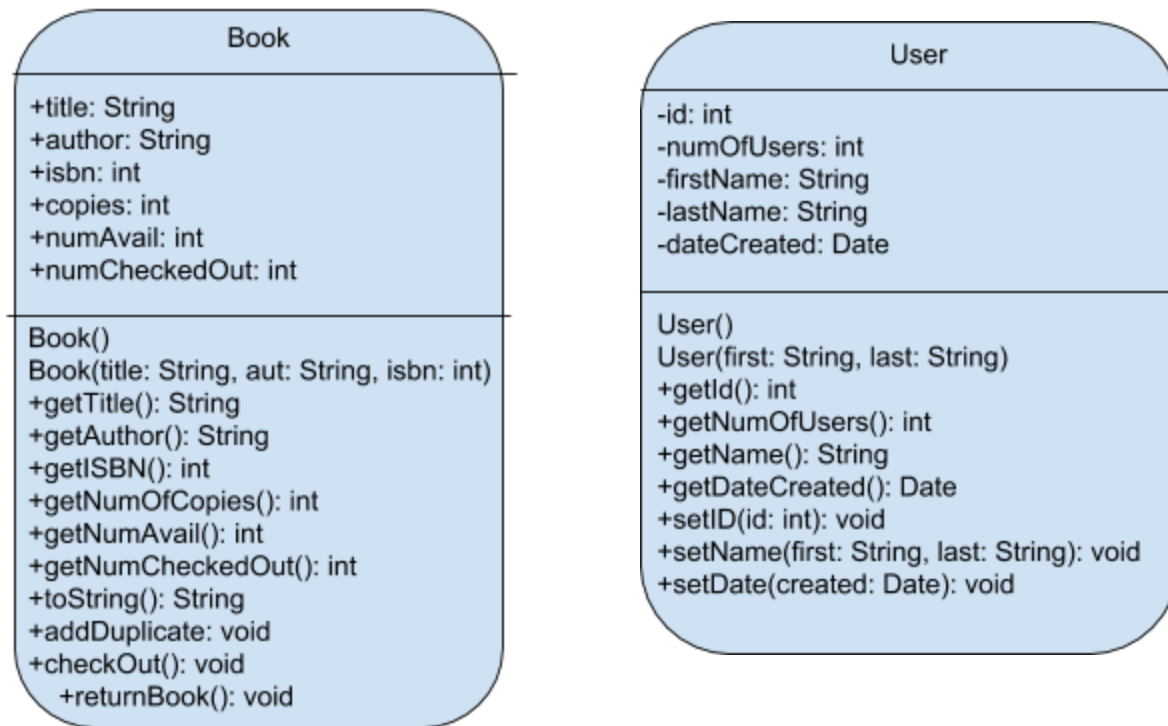 Book
+title: String
+author: String
+isbn: int
+copies: int
+numAvail: int
+numCheckedOut: int
Book()
Book(title: String, aut: String, isbn: int)
+getTitle(): String
+getAuthor(): String
+getISBN(): int
+getNumOfCopies(): int
+getNumAvail(): int
+getNumCheckedOut(): int
+toString(): String
+addDuplicate: void
+checkOut(): void
+returnBook(): void
User
-id: int
-numOfUsers: int
-firstName: String
-lastName: String
-dateCreated: Date
User()
User(first: String, last: String)
+getId(): int
+getNumOfUsers(): int
+getName(): String
+getDateCreated(): Date
+setID(id: int): void
+setName(first: String, last: String): void
+setDate(created: Date): void